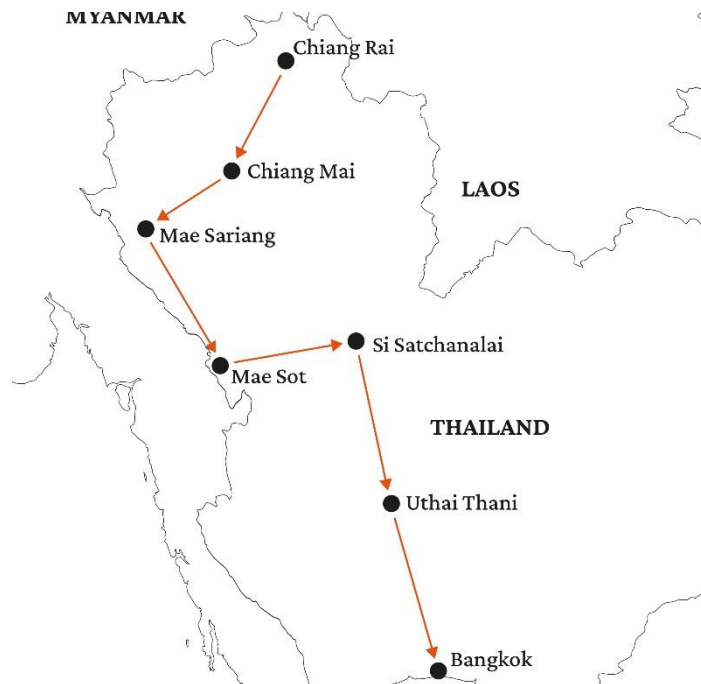 MYANMAR
Chiang Rai
Chiang Mai
LAOS
Mae Sariang
Si Satchanalai
Mae Sot
THAILAND
Uthai Thani
Bangkok